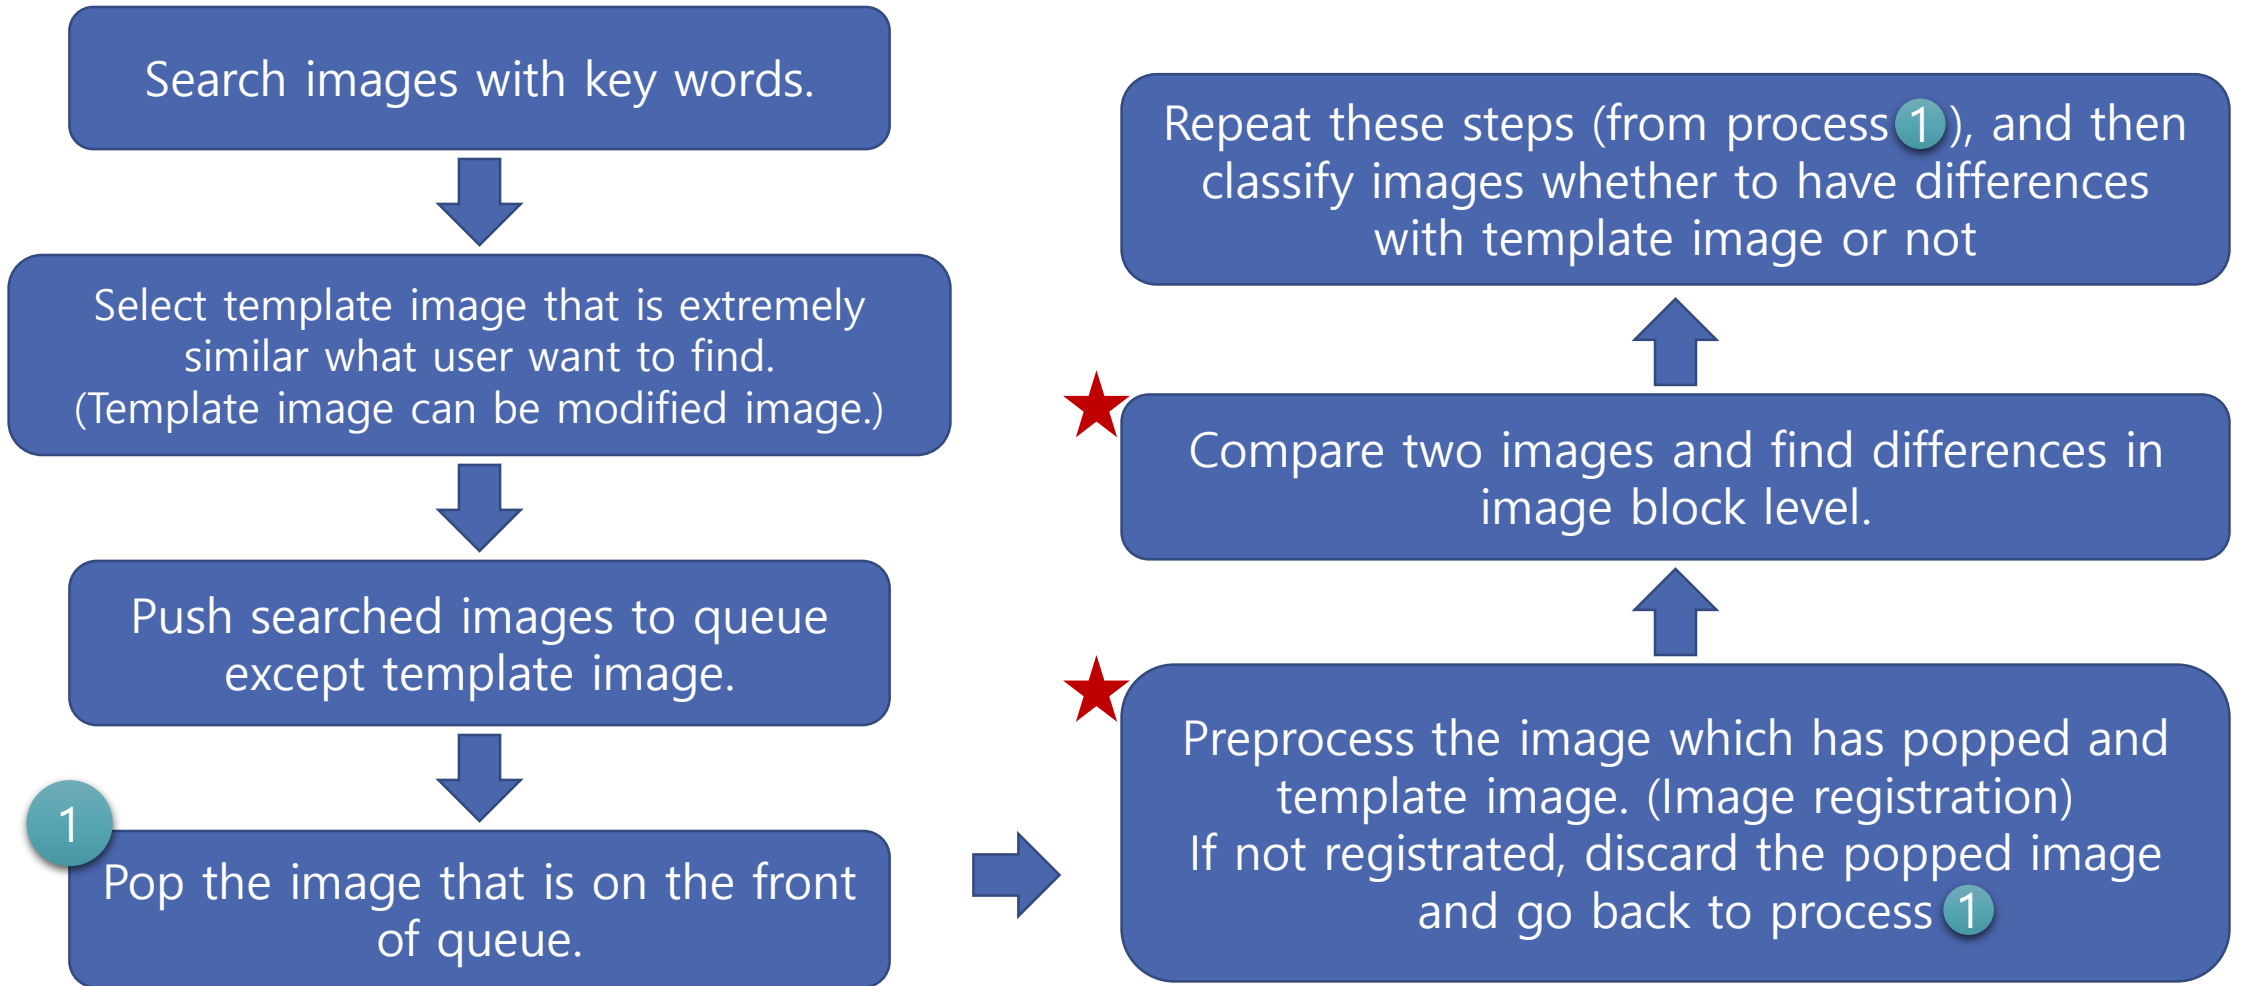 Search images with key words.
Select template image that is extremely
similar what user want to find.
(Template image can be modified image.)
Push searched images to queue
except template image.
1
Pop the image that is on the front
of queue.
Preprocess the image which has popped and
template image. (Image registration)
If not registrated, discard the popped image
and go back to process 1
Compare two images and find differences in
image block level.
Repeat these steps (from process 1), and then
classify images whether to have differences
with template image or not